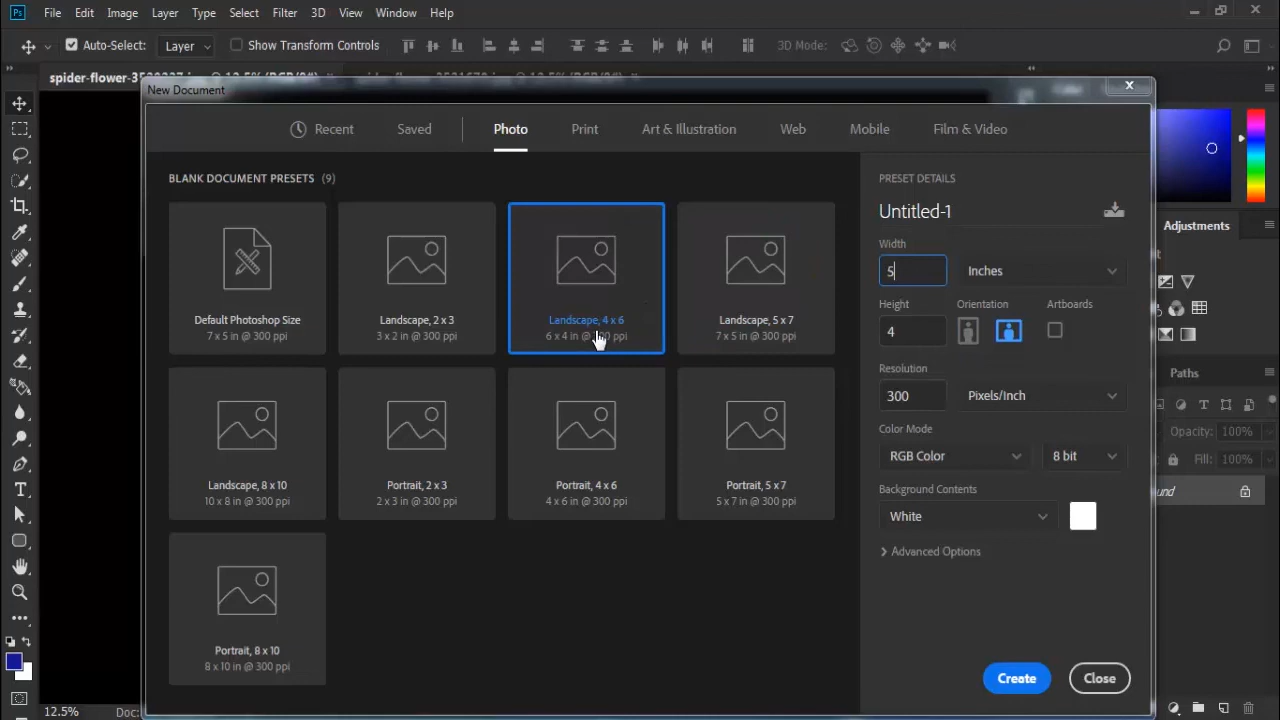 Ps File Edit Image Layer Type Select Filter 3D View Window Help
Auto-Select: Layer Show Transform Controls 3D Mode:
New Document
Recent Saved Photo Print Art & Illustration Web Mobile Film & Video
BLANK DOCUMENT PRESETS (9)
Default Photoshop Size
7 x 5 in @ 300 ppi
Landscape, 2 x 3
3 x 2 in @ 300 ppi
Landscape, 4 x 6
6 x 4 in @ 300 ppi
Landscape, 5 x 7
7 x 5 in @ 300 ppi
Landscape, 8 x 10
10 x 8 in @ 300 ppi
Portrait, 2 x 3
2 x 3 in @ 300 ppi
Portrait, 4 x 6
4 x 6 in @ 300 ppi
Portrait, 5 x 7
5 x 7 in @ 300 ppi
Portrait, 8 x 10
8 x 10 in @ 300 ppi
PRESET DETAILS
Untitled-1
Width
5 Inches
Height Orientation Artboards
4
Resolution
300 Pixels/Inch
Color Mode
RGB Color 8 bit
Background Contents
White
Advanced Options
Create Close
Adjustments
Paths
Opacity: 100%
Fill: 100%
12.5% Doc: